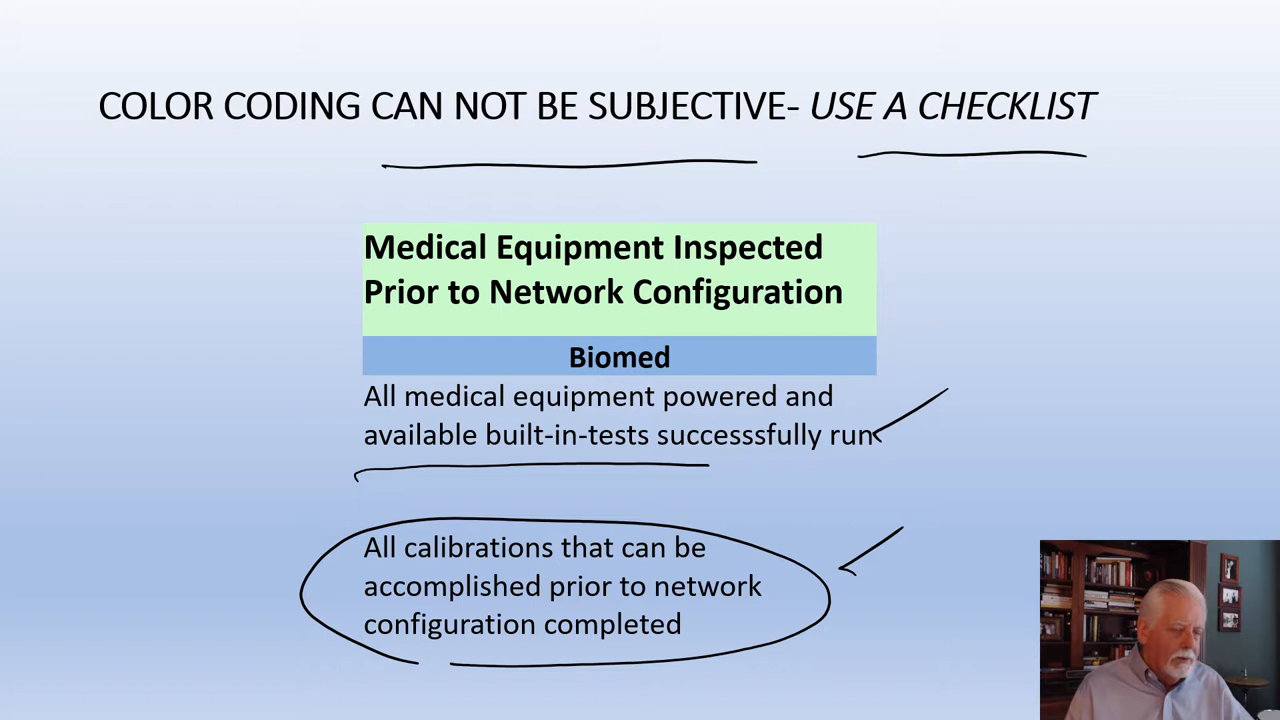 COLOR CODING CAN NOT BE SUBJECTIVE- USE A CHECKLIST
Medical Equipment Inspected
Prior to Network Configuration
Biomed
All medical equipment powered and
available built-in-tests successsfully run
All calibrations that can be
accomplished prior to network
configuration completed